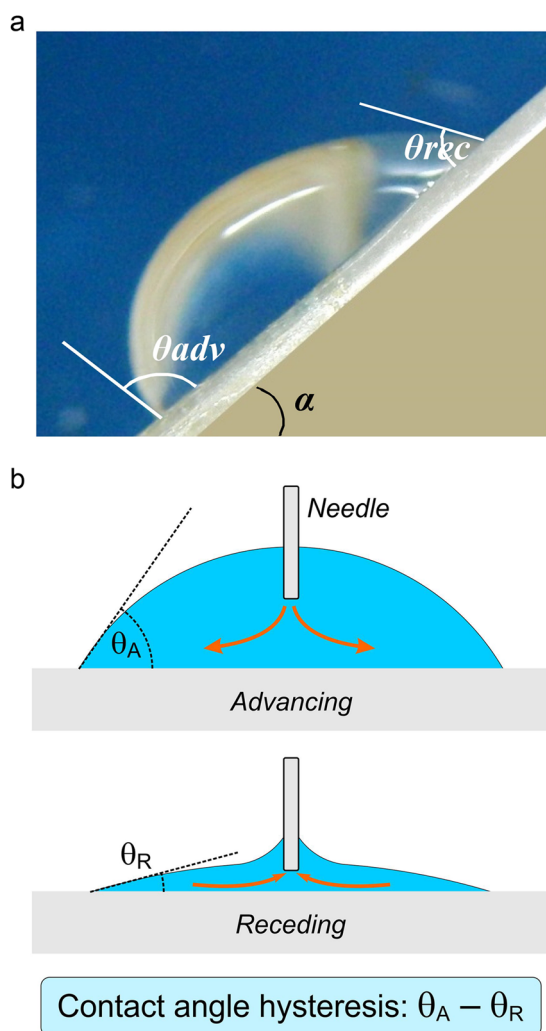 a
θrec
θadv
α
b
Needle
θA
Advancing
θR
Receding
Contact angle hysteresis: θA – θR